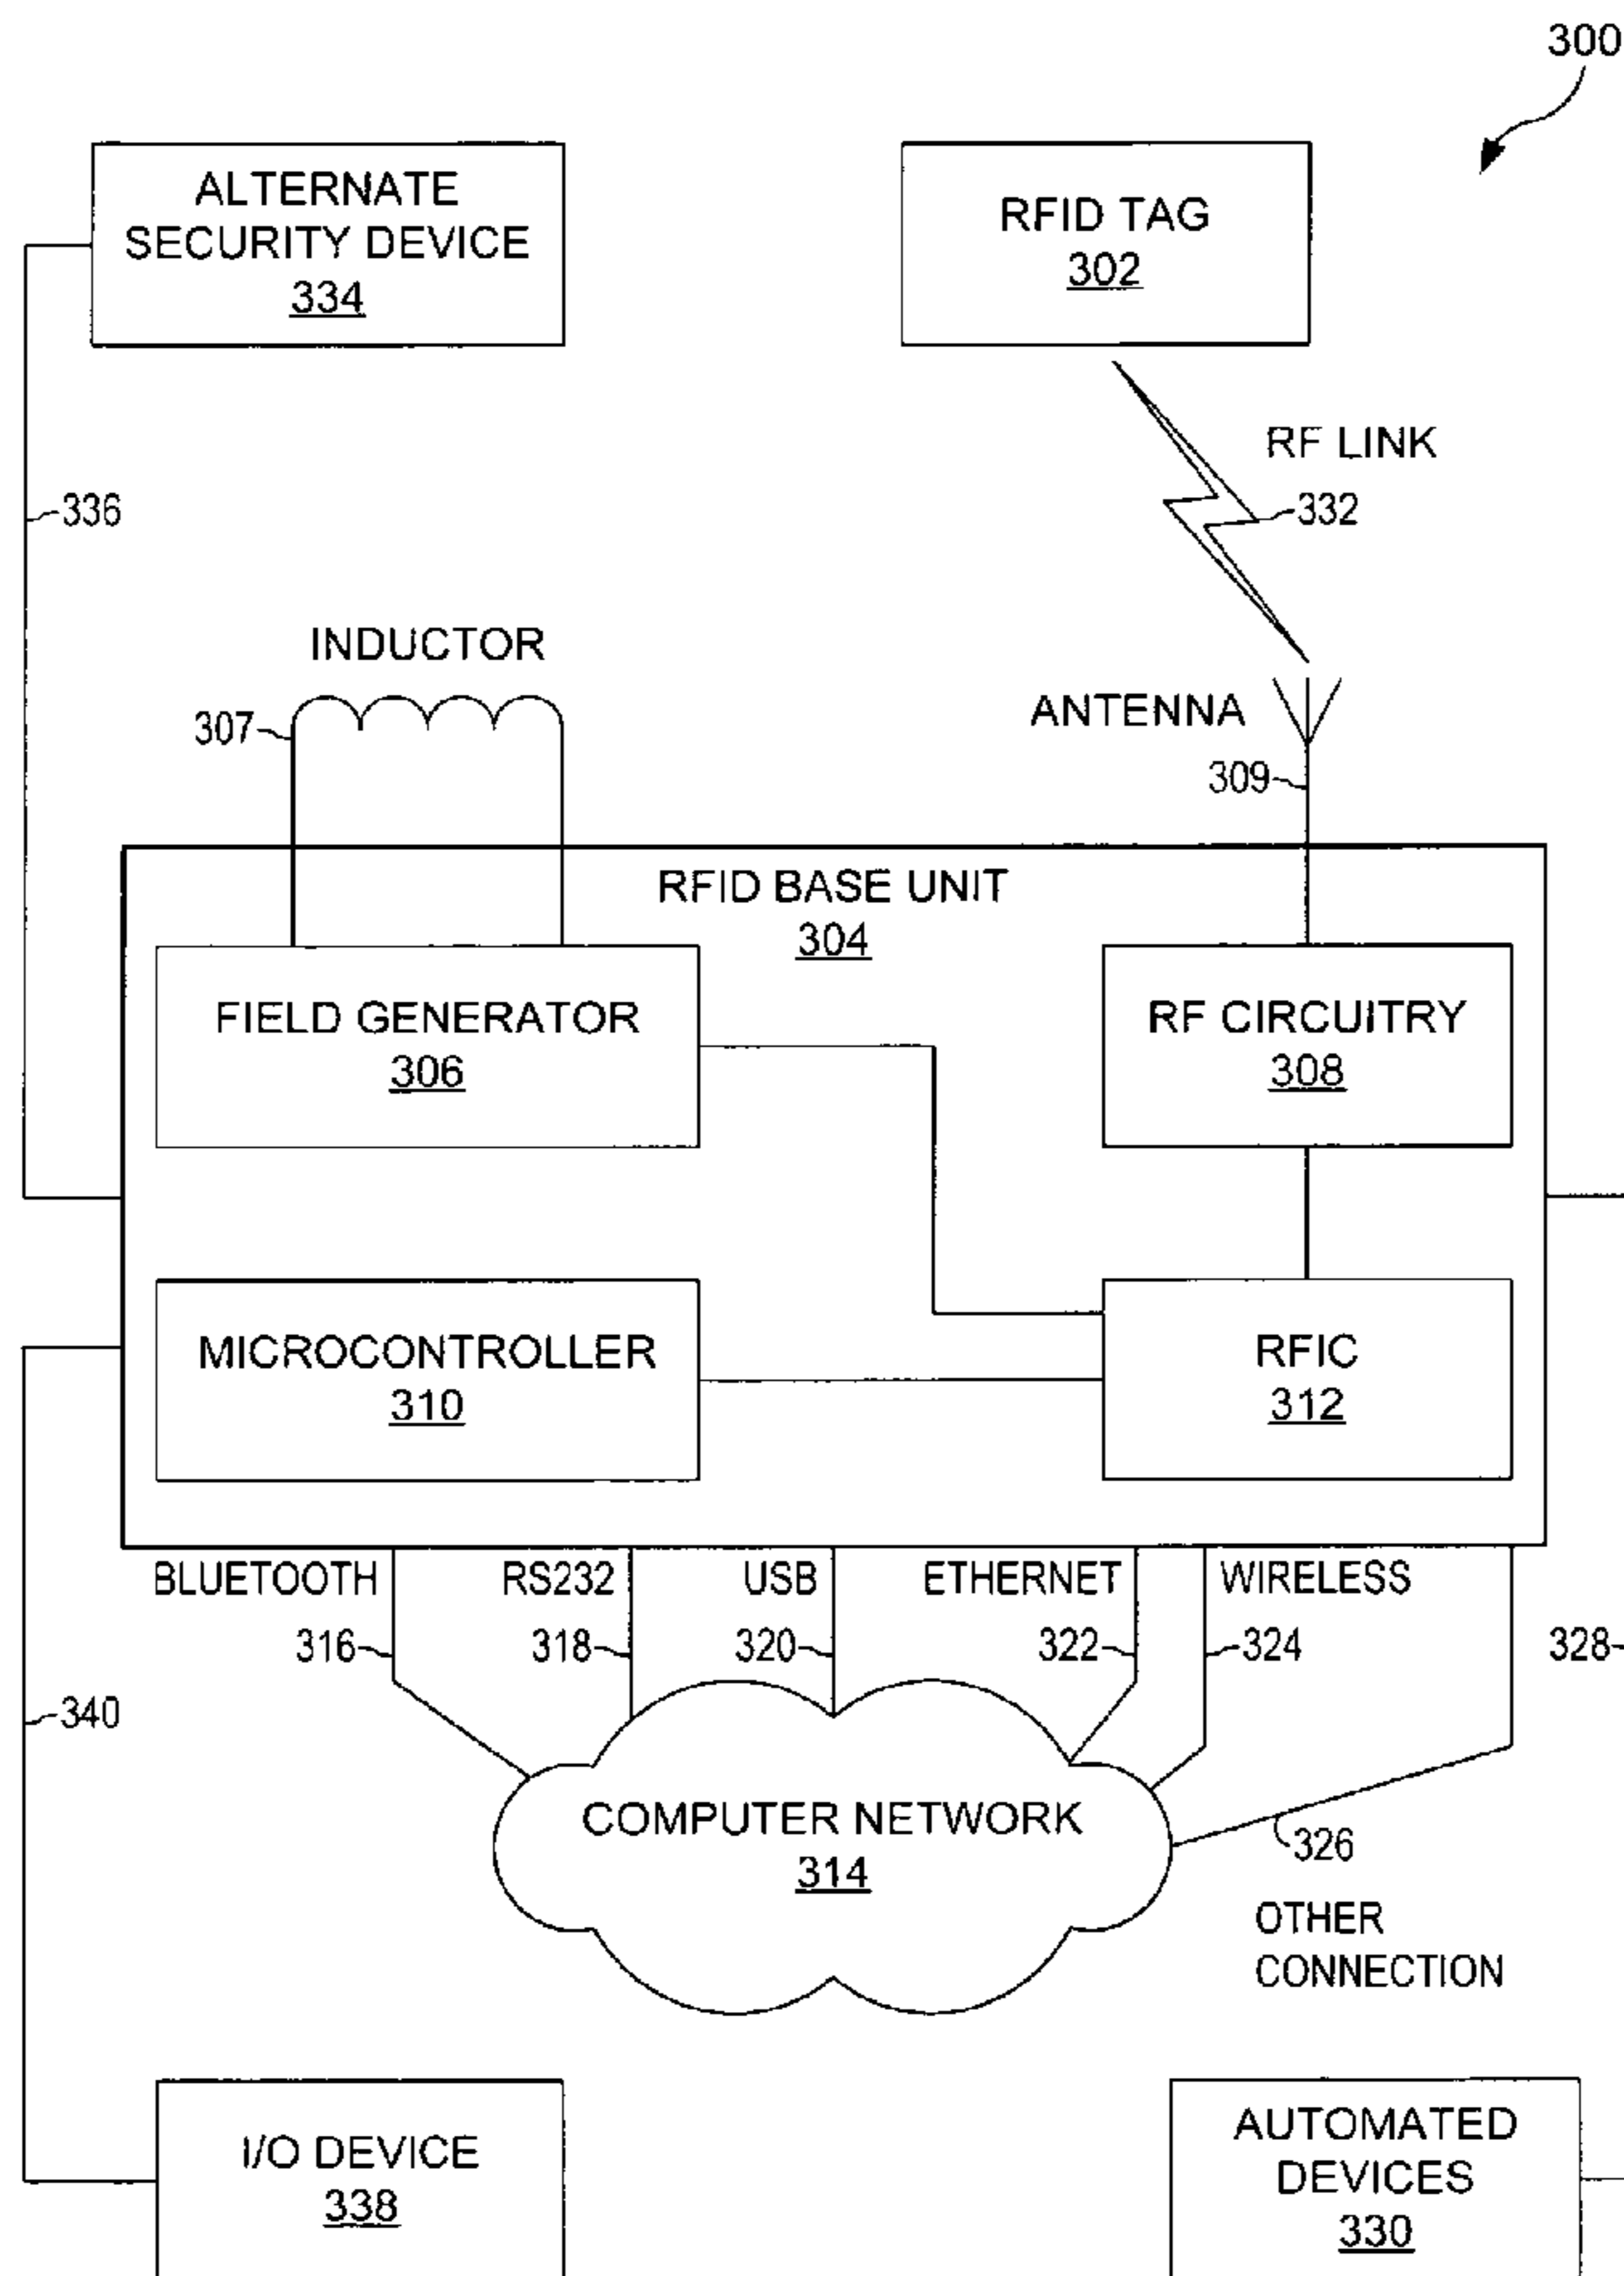 300
ALTERNATE
SECURITY DEVICE
334
RFID TAG
302
RF LINK
332
336
INDUCTOR
307
ANTENNA
309
RFID BASE UNIT
304
FIELD GENERATOR
306
RF CIRCUITRY
308
MICROCONTROLLER
310
RFIC
312
BLUETOOTH
RS232
USB
ETHERNET
WIRELESS
316
318
320
322
324
328
340
COMPUTER NETWORK
314
326
OTHER
CONNECTION
I/O DEVICE
338
AUTOMATED
DEVICES
330